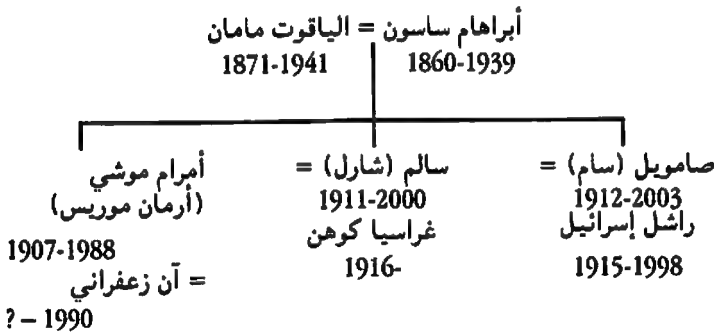 أبراهام ساسون = الياقوت مامان
1860-1939 1871-1941
صامويل (سام) =
1912-2003
راشل إسرائيل
1915-1998
سالم (شارل) =
1911-2000
غراسيا كوهن
1916-
أمرام موشي
(أرمان موريس)
1907-1988
= آن زعفراني
? – 1990